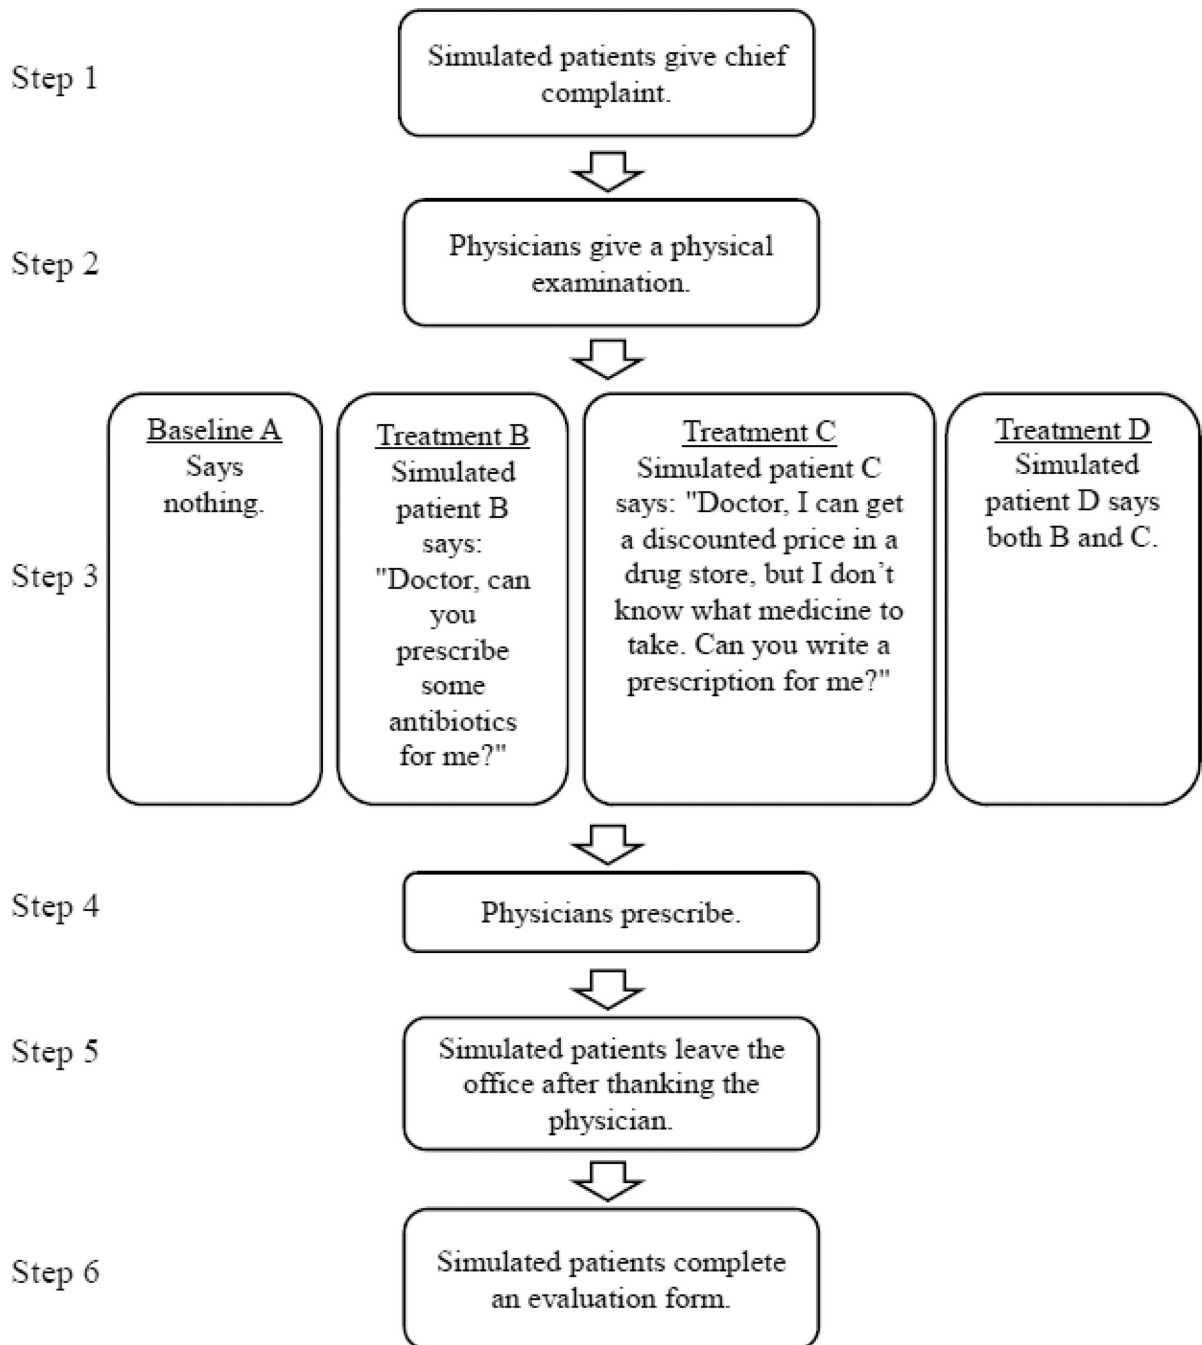 Step 1
Simulated patients give chief
complaint.
Step 2
Physicians give a physical
examination.
Step 3
Baseline A
Says
nothing.
Treatment B
Simulated
patient B
says:
"Doctor, can
you
prescribe
some
antibiotics
for me?"
Treatment C
Simulated patient C
says: "Doctor, I can get
a discounted price in a
drug store, but I don’t
know what medicine to
take. Can you write a
prescription for me?"
Treatment D
Simulated
patient D says
both B and C.
Step 4
Physicians prescribe.
Step 5
Simulated patients leave the
office after thanking the
physician.
Step 6
Simulated patients complete
an evaluation form.